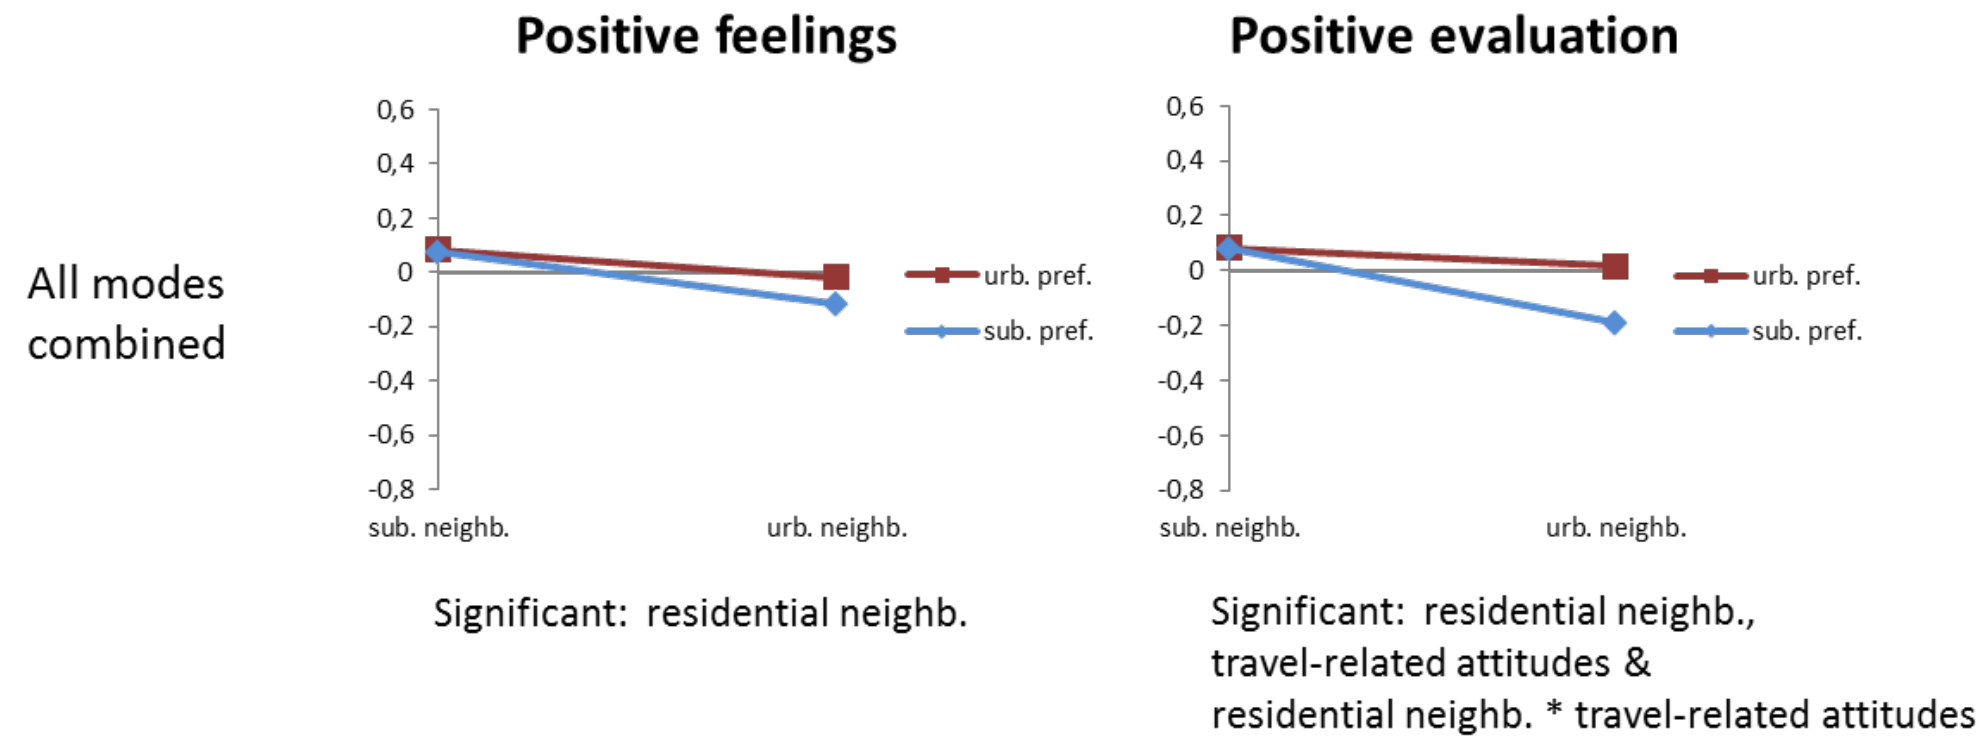 Positive feelings
Positive evaluation
All modes
combined
0,6
0,4
0,2
0
-0,2
-0,4
-0,6
-0,8
sub. neighb.
urb. neighb.
urb. pref.
sub. pref.
0,6
0,4
0,2
0
-0,2
-0,4
-0,6
-0,8
sub. neighb.
urb. neighb.
urb. pref.
sub. pref.
Significant: residential neighb.
Significant: residential neighb.,
travel-related attitudes &
residential neighb. * travel-related attitudes